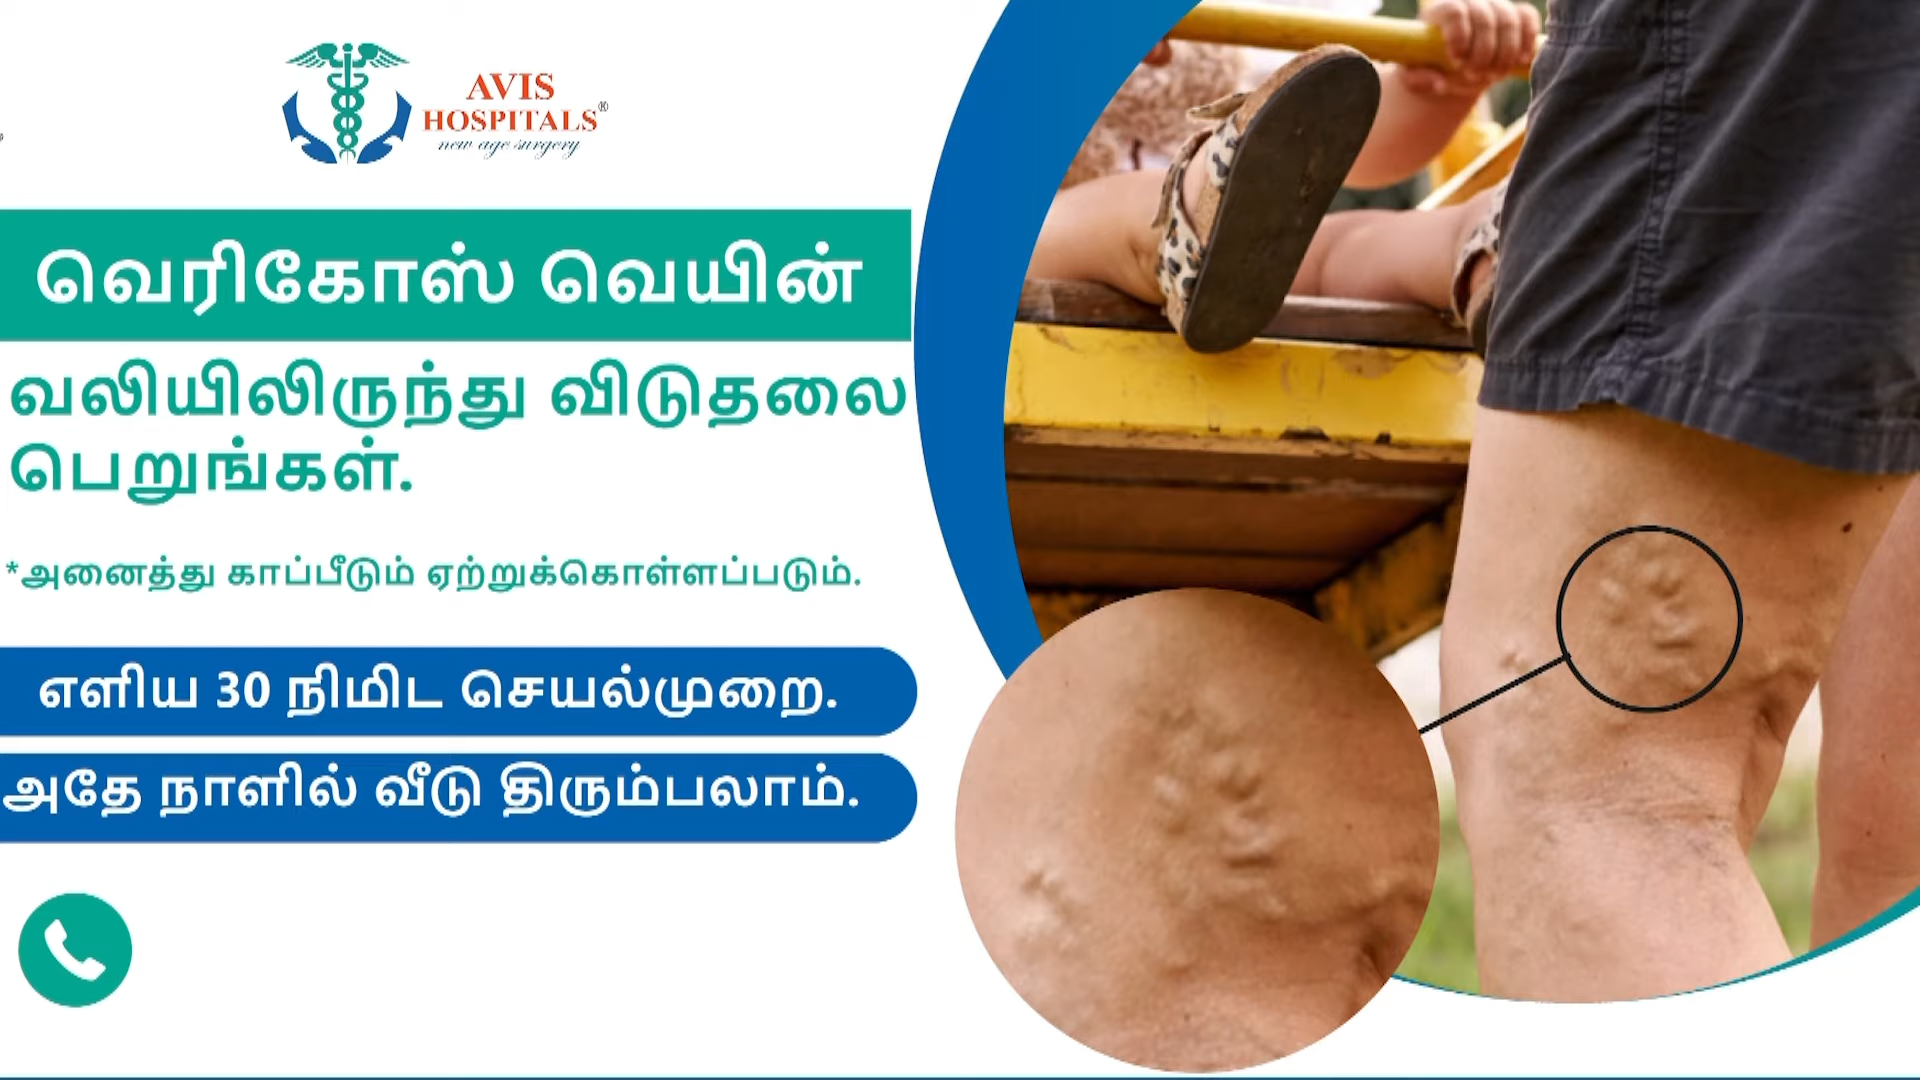 AVIS
HOSPITALS®
new age surgery
வெரிகோஸ் வெயின்
வலியிலிருந்து விடுதலை
பெறுங்கள்.
*அனைத்து காப்பீடும் ஏற்றுக்கொள்ளப்படும்.
எளிய 30 நிமிட செயல்முறை.
அதே நாளில் வீடு திரும்பலாம்.